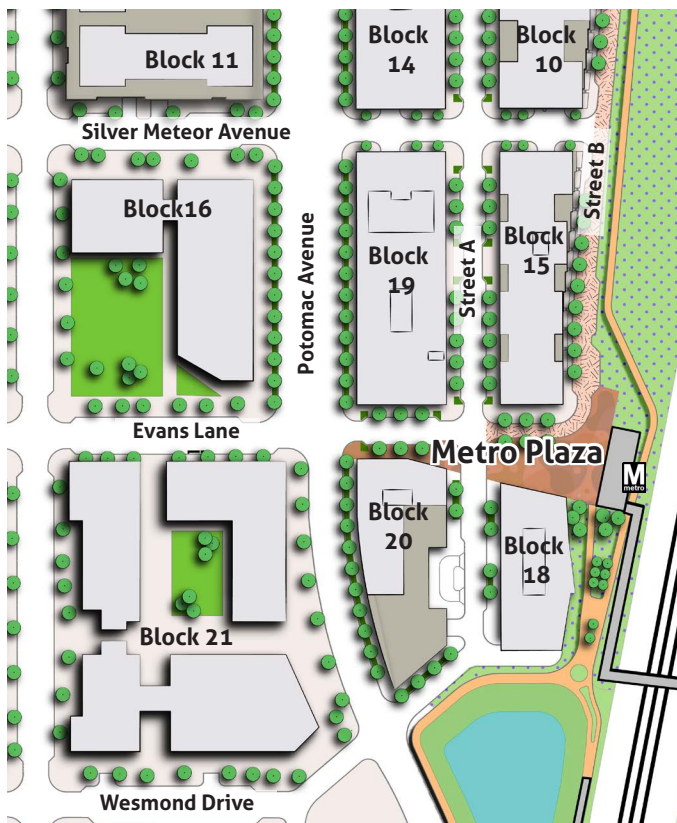 Block
14
Block
10
Block 11
Silver Meteor Avenue
Block16
Street B
Potomac Avenue
Block
19
Street A
Block
15
Evans Lane
Metro Plaza
M
metro
Block
20
Block
18
Block 21
Wesmond Drive